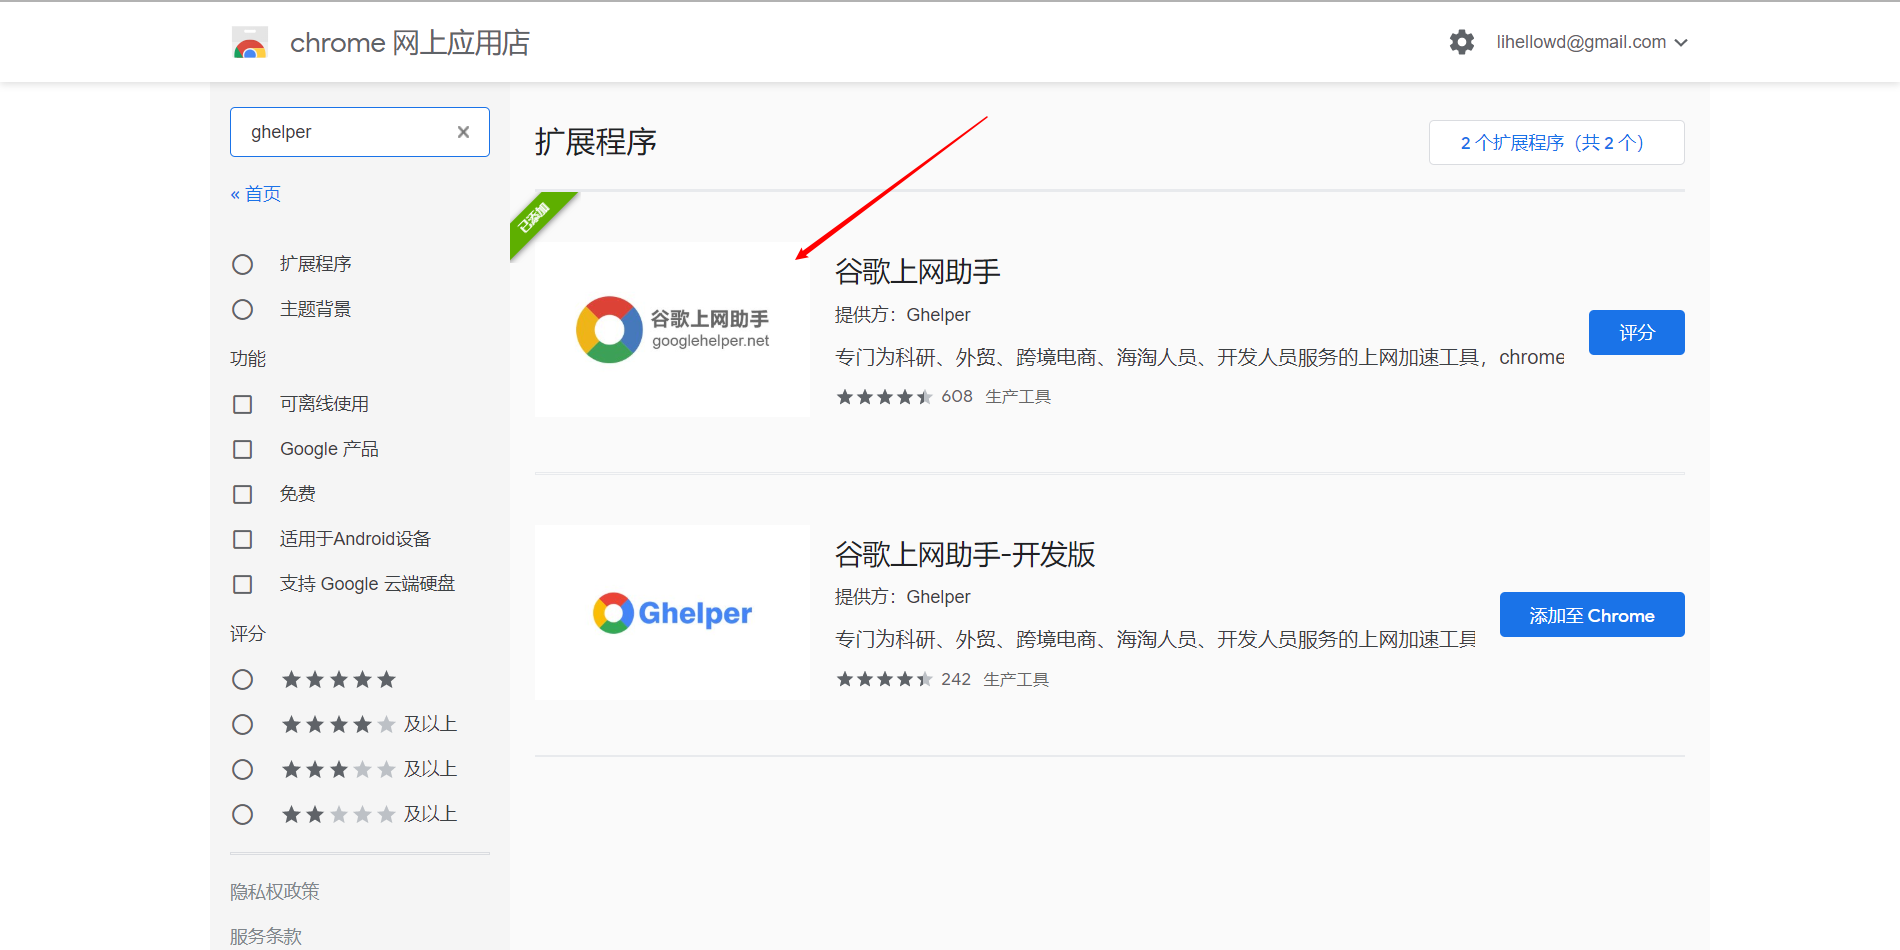 chrome 网上应用店
lihellowd@gmail.com
ghelper
« 首页
扩展程序
主题背景
功能
可离线使用
Google 产品
免费
适用于Android设备
支持 Google 云端硬盘
评分
及以上
及以上
及以上
隐私权政策
服务条款
扩展程序
2 个扩展程序（共 2 个）
已添加
谷歌上网助手
googlehelper.net
谷歌上网助手
提供方： Ghelper
专门为科研、外贸、跨境电商、海淘人员、开发人员服务的上网加速工具，chrome
608 生产工具
评分
Ghelper
谷歌上网助手-开发版
提供方： Ghelper
专门为科研、外贸、跨境电商、海淘人员、开发人员服务的上网加速工具
242 生产工具
添加至 Chrome